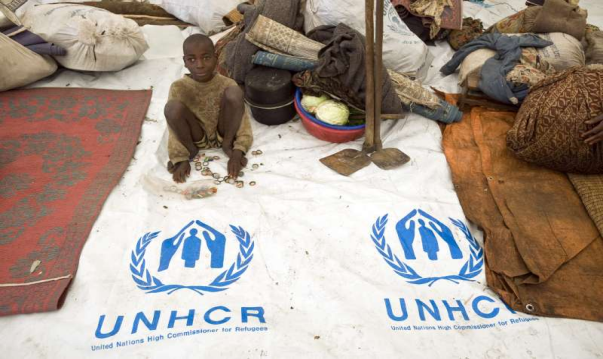 UNHCR
United Nations High Commissioner for Refugees
UNHCR
United Nations High Commissioner for Refugees